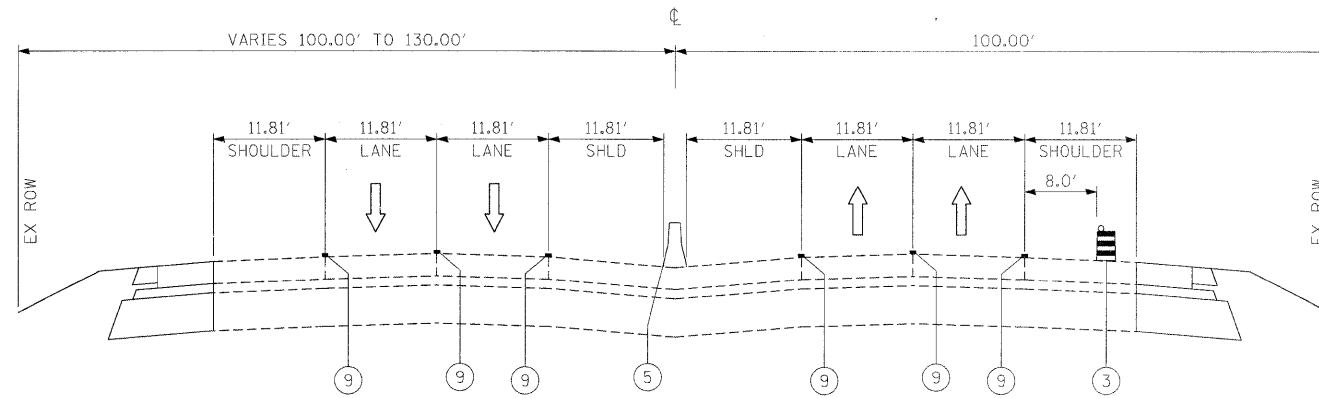 ℄
VARIES 100.00' TO 130.00'
100.00'
11.81' 11.81' 11.81' 11.81' 11.81' 11.81' 11.81' 11.81'
SHOULDER LANE LANE SHLD SHLD LANE LANE SHOULDER
8.0'
EX ROW
EX ROW
9 9 9 5 9 9 9 3